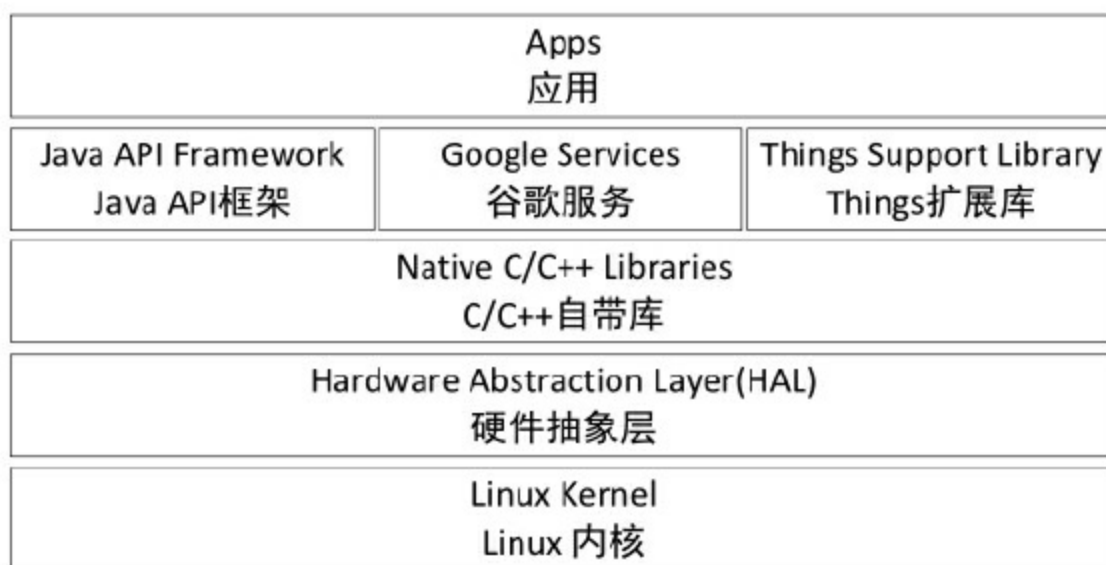 Apps
应用
Java API Framework
Java API框架
Google Services
谷歌服务
Things Support Library
Things扩展库
Native C/C++ Libraries
C/C++自带库
Hardware Abstraction Layer(HAL)
硬件抽象层
Linux Kernel
Linux 内核